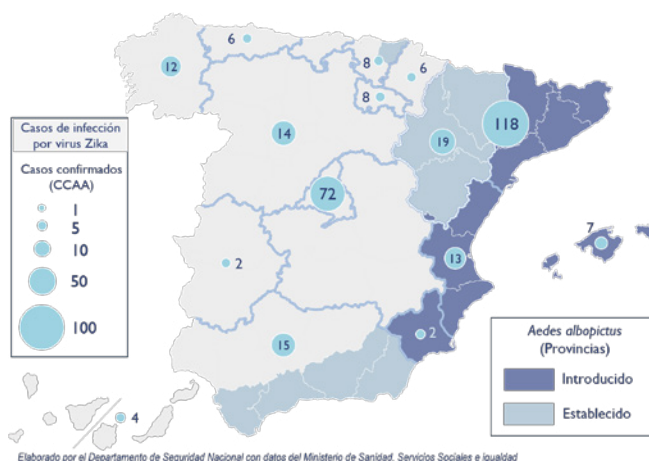 6
8
6
12
8
118
14
19
Casos de infección
por virus Zika
Casos confirmados
(CCAA)
1
5
10
50
100
72
7
2
13
2
15
4
Aedes albopictus
(Provincias)
Introducido
Establecido
Elaborado por el Departamento de Seguridad Nacional con datos del Ministerio de Sanidad, Servicios Sociales e igualdad